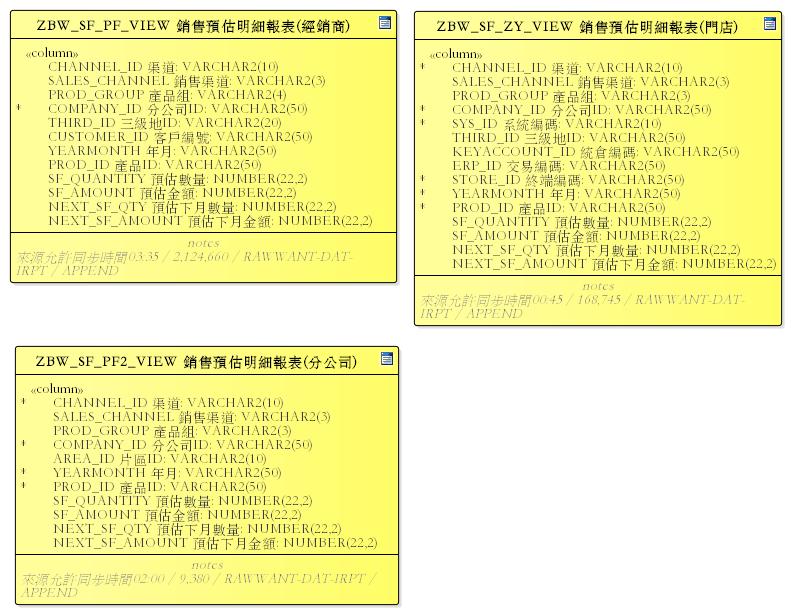 ZBW_SF_PF_VIEW 銷售預估明細報表(經銷商)
«column»
CHANNEL_ID 渠道: VARCHAR2(10)
SALES_CHANNEL 銷售渠道: VARCHAR2(3)
PROD_GROUP 產品組: VARCHAR2(4)
* COMPANY_ID 分公司ID: VARCHAR2(50)
THIRD_ID 三級地ID: VARCHAR2(20)
CUSTOMER_ID 客戶編號: VARCHAR2(50)
YEARMONTH 年月: VARCHAR2(50)
PROD_ID 產品ID: VARCHAR2(50)
SF_QUANTITY 預估數量: NUMBER(22,2)
SF_AMOUNT 預估金額: NUMBER(22,2)
NEXT_SF_QTY 預估下月數量: NUMBER(22,2)
NEXT_SF_AMOUNT 預估下月金額: NUMBER(22,2)
notes
來源允許同步時間03:35 / 2,124,660 / RAWWANT-DAT-
IRPT / APPEND
ZBW_SF_ZY_VIEW 銷售預估明細報表(門店)
«column»
* CHANNEL_ID 渠道: VARCHAR2(10)
SALES_CHANNEL 銷售渠道: VARCHAR2(3)
PROD_GROUP 產品組: VARCHAR2(3)
* COMPANY_ID 分公司ID: VARCHAR2(50)
* SYS_ID 系統編碼: VARCHAR2(10)
THIRD_ID 三級地ID: VARCHAR2(50)
KEYACCOUNT_ID 統倉編碼: VARCHAR2(50)
ERP_ID 交易編碼: VARCHAR2(50)
* STORE_ID 終端編碼: VARCHAR2(50)
* YEARMONTH 年月: VARCHAR2(50)
* PROD_ID 產品ID: VARCHAR2(50)
SF_QUANTITY 預估數量: NUMBER(22,2)
SF_AMOUNT 預估金額: NUMBER(22,2)
NEXT_SF_QTY 預估下月數量: NUMBER(22,2)
NEXT_SF_AMOUNT 預估下月金額: NUMBER(22,2)
notes
來源允許同步時間00:45 / 168,745 / RAWWANT-DAT-
IRPT / APPEND
ZBW_SF_PF2_VIEW 銷售預估明細報表(分公司)
«column»
* CHANNEL_ID 渠道: VARCHAR2(10)
SALES_CHANNEL 銷售渠道: VARCHAR2(3)
PROD_GROUP 產品組: VARCHAR2(3)
* COMPANY_ID 分公司ID: VARCHAR2(50)
AREA_ID 片區ID: VARCHAR2(10)
* YEARMONTH 年月: VARCHAR2(50)
* PROD_ID 產品ID: VARCHAR2(50)
SF_QUANTITY 預估數量: NUMBER(22,2)
SF_AMOUNT 預估金額: NUMBER(22,2)
NEXT_SF_QTY 預估下月數量: NUMBER(22,2)
NEXT_SF_AMOUNT 預估下月金額: NUMBER(22,2)
notes
來源允許同步時間02:00 / 9,380 / RAWWANT-DAT-IRPT /
APPEND